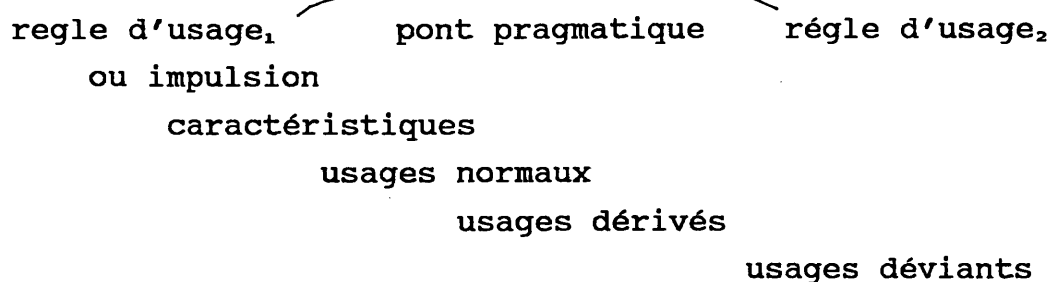 regle d'usage₁ pont pragmatique régle d'usage₂
ou impulsion
caractéristiques
usages normaux
usages dérivés
usages déviants